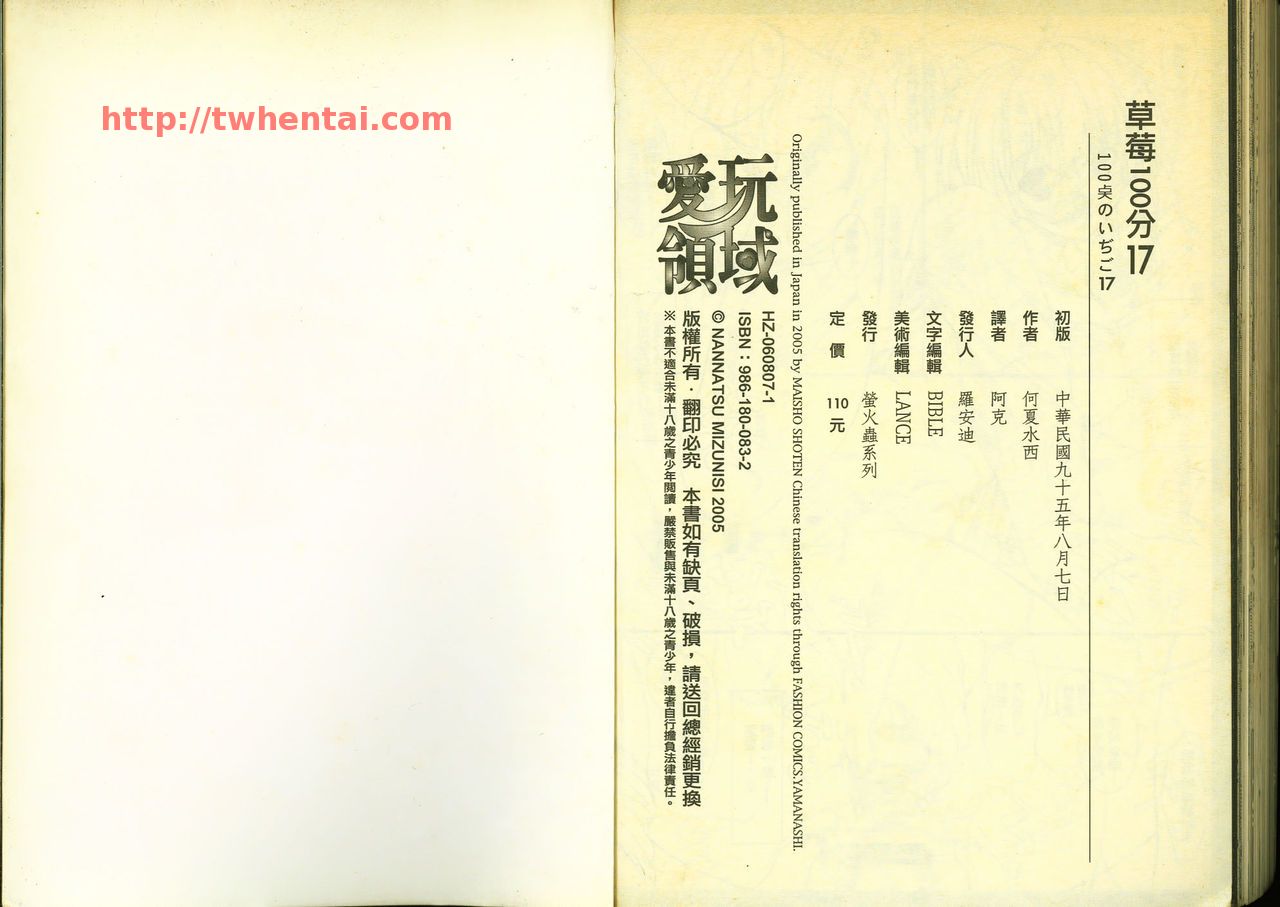 http://twhentai.com
草莓100分 17
100点のいぢご 17
初版 中華民國九十五年八月七日
作者 何夏水西
譯者 阿克
發行人 羅安迪
文字編輯 BIBLE
美術編輯 LANCE
發行 螢火蟲系列
定價 110元
Originally published in Japan in 2005 by MAISHO SHOTEN Chinese translation rights through FASHION COMICS.YAMANASHI.
玩域
愛領
HZ-060807-1
ISBN：986-180-083-2
© NANNATSU MIZUNISI 2005
版權所有．翻印必究 本書如有缺頁、破損，請送回總經銷更換
※本書不適合未滿十八歲之青少年閱讀，嚴禁販售與未滿十八歲之青少年，違者自行擔負法律責任。